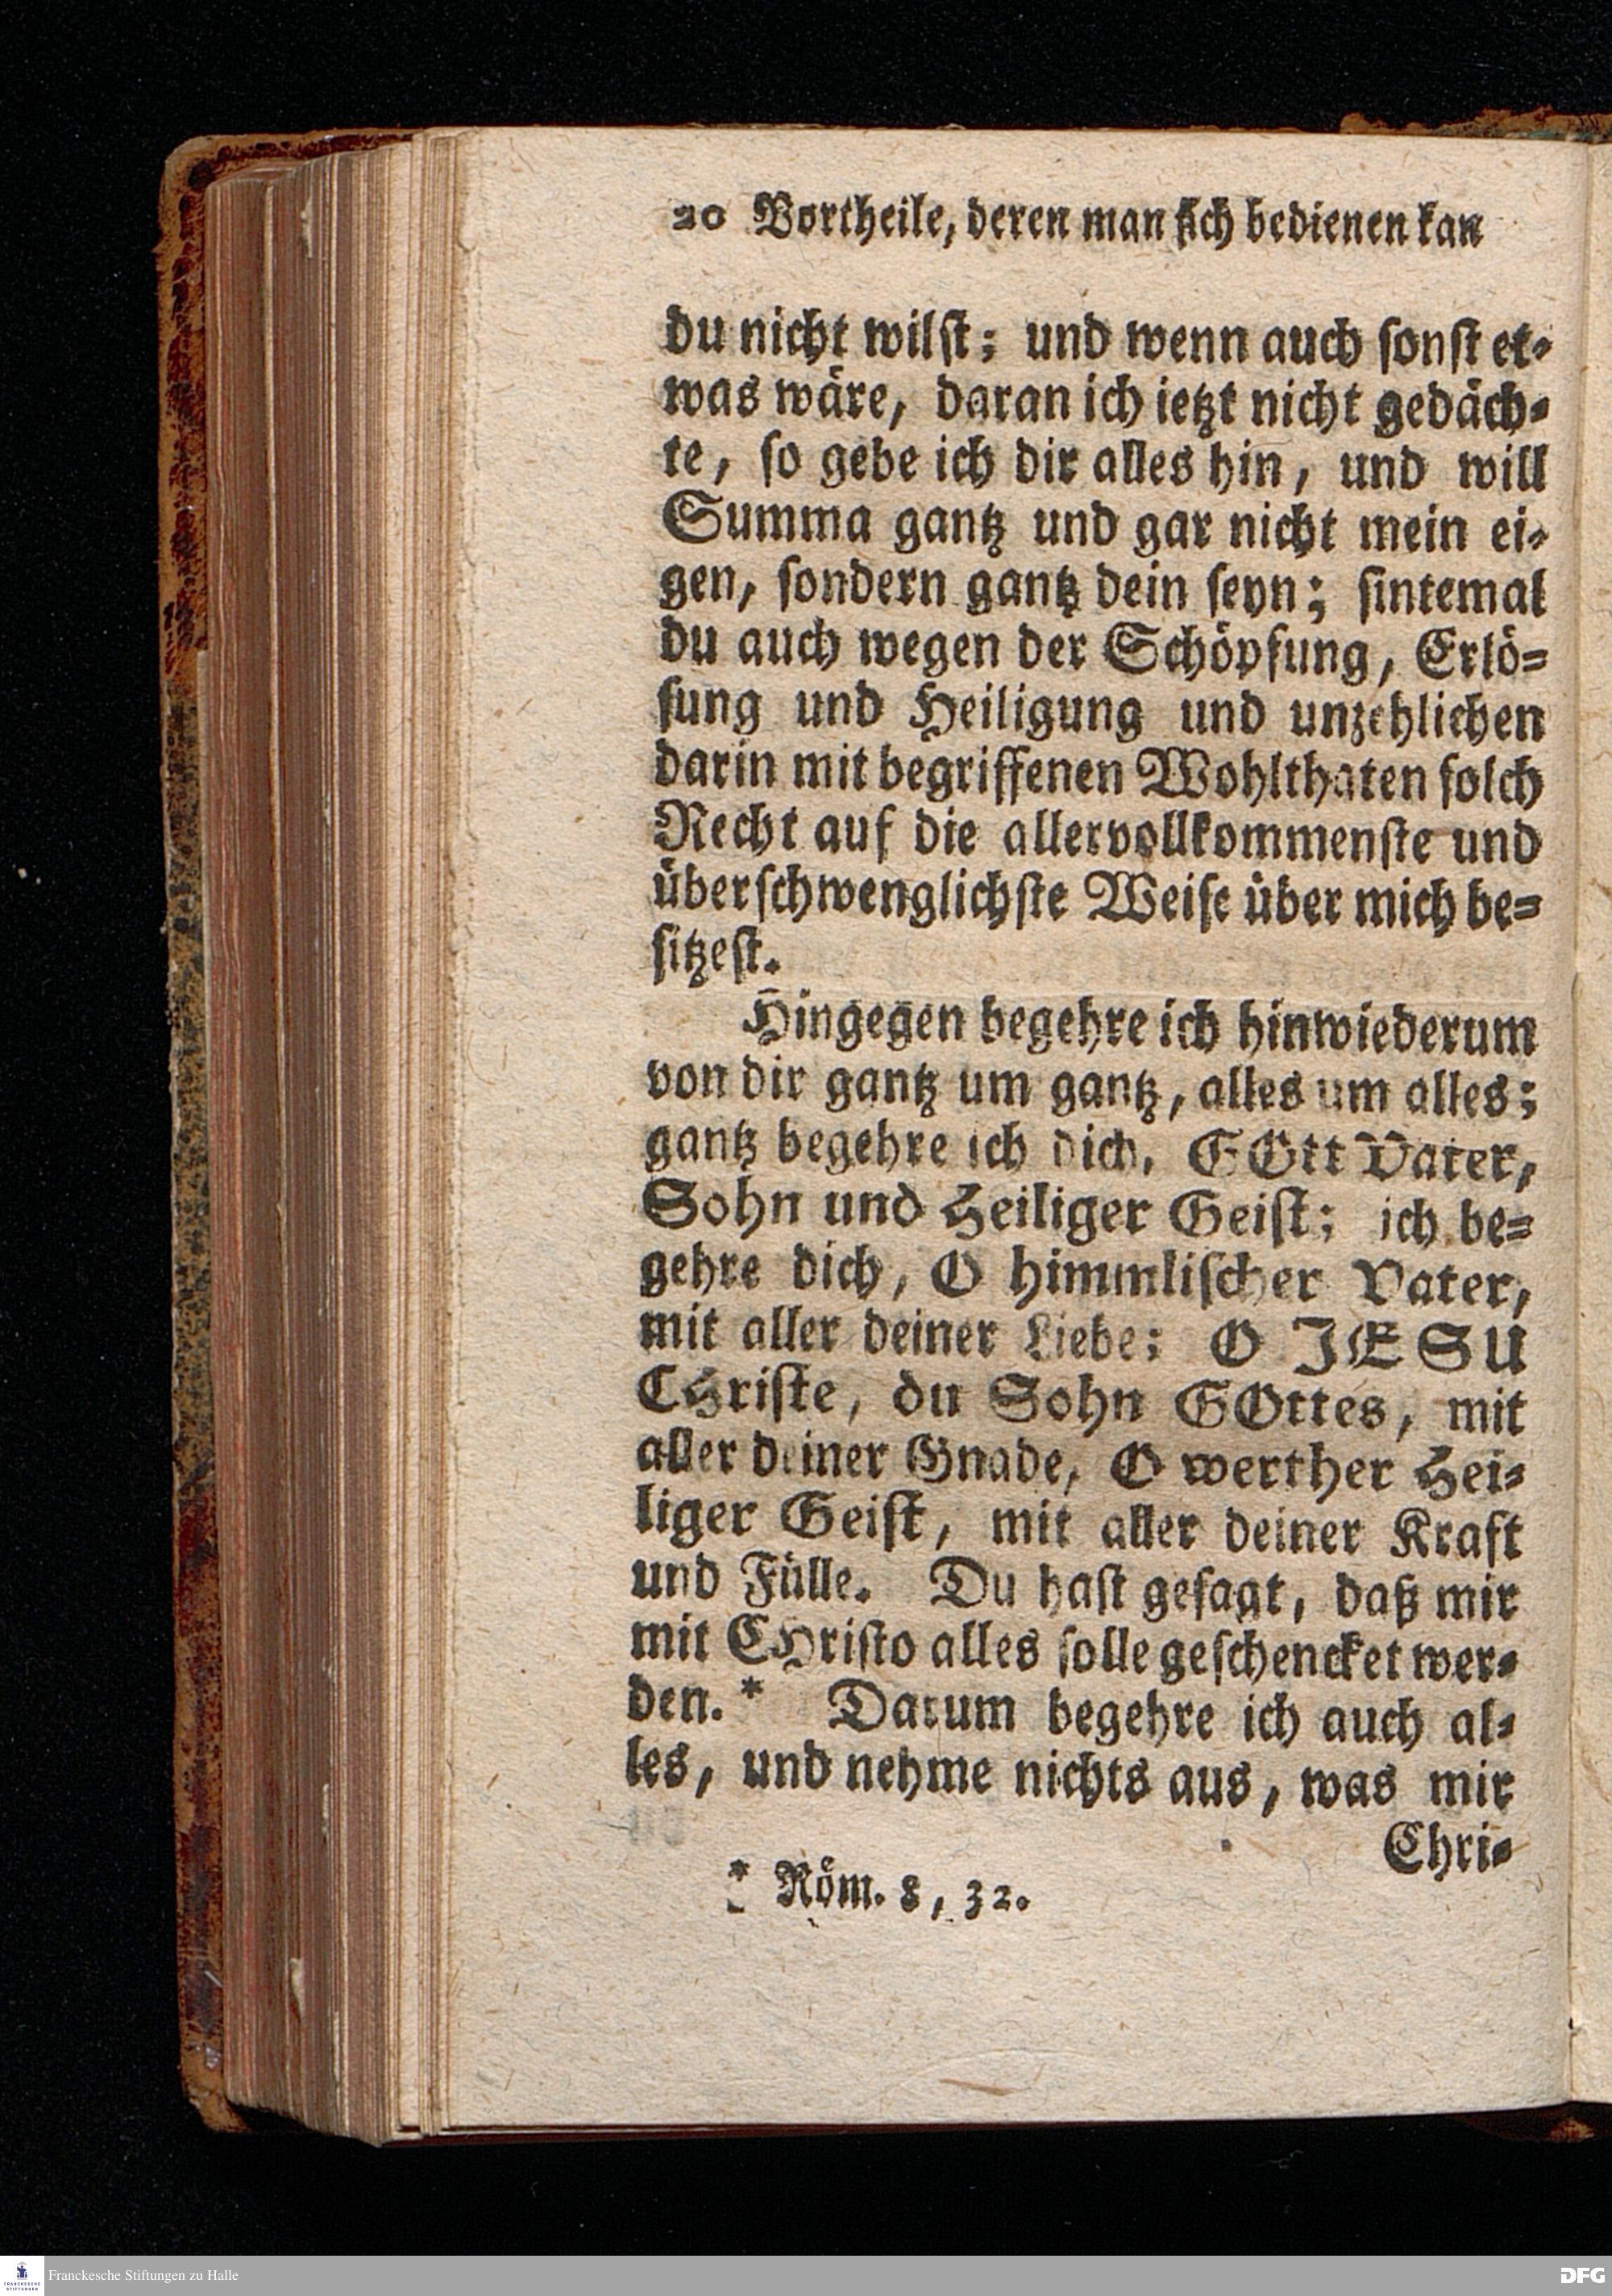 20 Vortheile, deren man ſich bedienen kan
du nicht wilſt; und wenn auch ſonſt et-
was wäre, daran ich ietzt nicht gedäch-
te, ſo gebe ich dir alles hin, und will
Summa gantz und gar nicht mein ei-
gen, ſondern gantz dein ſeyn; ſintemal
du auch wegen der Schöpfung, Erlö-
ſung und Heiligung und unzehlichen
darin mit begriffenen Wohlthaten ſolch
Recht auf die allervollkommenſte und
überſchwenglichſte Weiſe über mich be-
ſitzeſt.
Hingegen begehre ich hinwiederum
von dir gantz um gantz, alles um alles;
gantz begehre ich dich, GOtt Vater,
Sohn und Heiliger Geiſt; ich be-
gehre dich, O himmliſcher Vater,
mit aller deiner Liebe; O JESU
CHriſte, du Sohn GOttes, mit
aller deiner Gnade, O werther Hei-
liger Geiſt, mit aller deiner Kraft
und Fülle. Du haſt geſagt, daß mir
mit CHriſto alles ſolle geſchencket wer-
den.* Darum begehre ich auch al-
les, und nehme nichts aus, was mir
Chri-
* Röm. 8, 32.
FRANCKESCHE STIFTUNGEN
Franckesche Stiftungen zu Halle
DFG